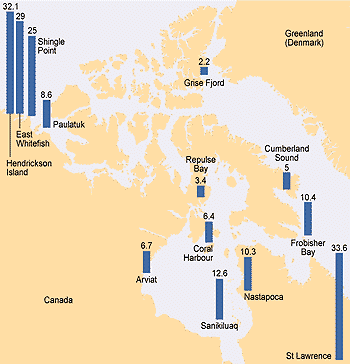 32.1
29
25
Shingle
Point
8.6
Paulatuk
East
Whitefish
Hendrickson
Island
Greenland
(Denmark)
2.2
Grise Fjord
Cumberland
Sound
5
Repulse
Bay
3.4
10.4
Frobisher
Bay
6.4
Coral
Harbour
6.7
Arviat
10.3
Nastapoca
33.6
12.6
Sanikiluaq
Canada
St Lawrence